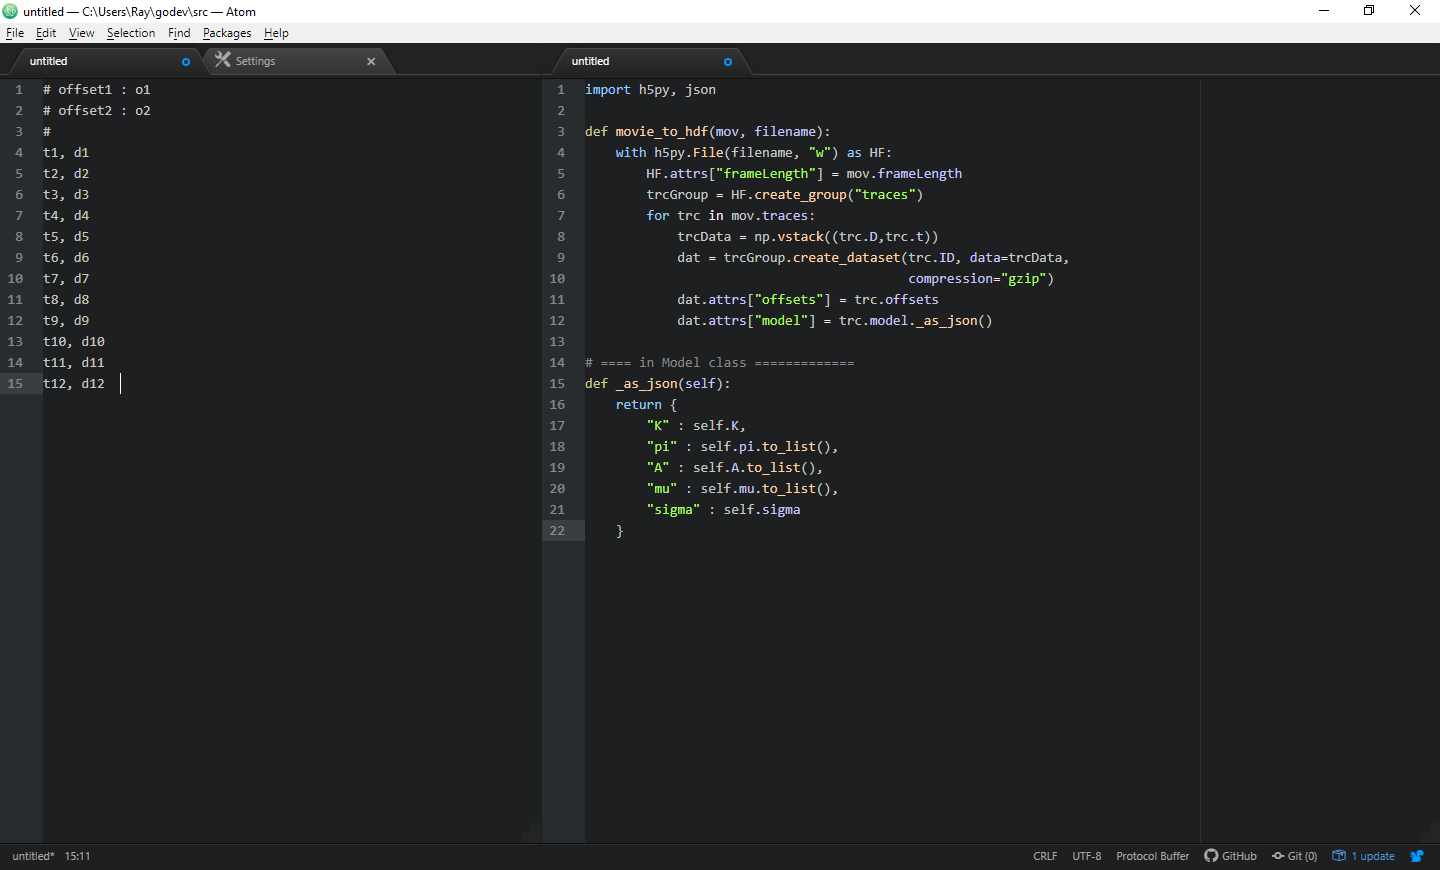 untitled — C:\Users\Ray\godev\src — Atom
File Edit View Selection Find Packages Help
untitled
Settings
untitled
1 # offset1 : o1
2 # offset2 : o2
3 #
4 t1, d1
5 t2, d2
6 t3, d3
7 t4, d4
8 t5, d5
9 t6, d6
10 t7, d7
11 t8, d8
12 t9, d9
13 t10, d10
14 t11, d11
15 t12, d12
1 import h5py, json
2
3 def movie_to_hdf(mov, filename):
4     with h5py.File(filename, "w") as HF:
5         HF.attrs["frameLength"] = mov.frameLength
6         trcGroup = HF.create_group("traces")
7         for trc in mov.traces:
8             trcData = np.vstack((trc.D,trc.t))
9             dat = trcGroup.create_dataset(trc.ID, data=trcData,
10                                           compression="gzip")
11             dat.attrs["offsets"] = trc.offsets
12             dat.attrs["model"] = trc.model._as_json()
13
14 # ==== in Model class =============
15 def _as_json(self):
16     return {
17         "K" : self.K,
18         "pi" : self.pi.to_list(),
19         "A" : self.A.to_list(),
20         "mu" : self.mu.to_list(),
21         "sigma" : self.sigma
22     }
untitled* 15:11
CRLF UTF-8 Protocol Buffer GitHub Git (0) 1 update